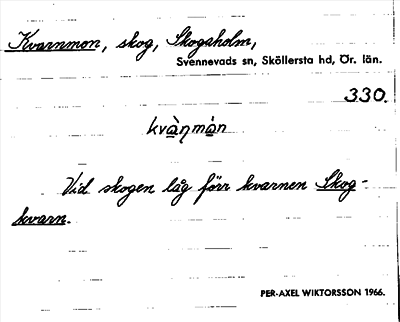 Kvarnmon, skog, Skogaholm,
Svennevads sn, Sköllersta hd, Ör. län.
330.
kvàṇmán
Vid skogen låg förr kvarnen Skog-
kvarn.
PER-AXEL WIKTORSSON 1966.